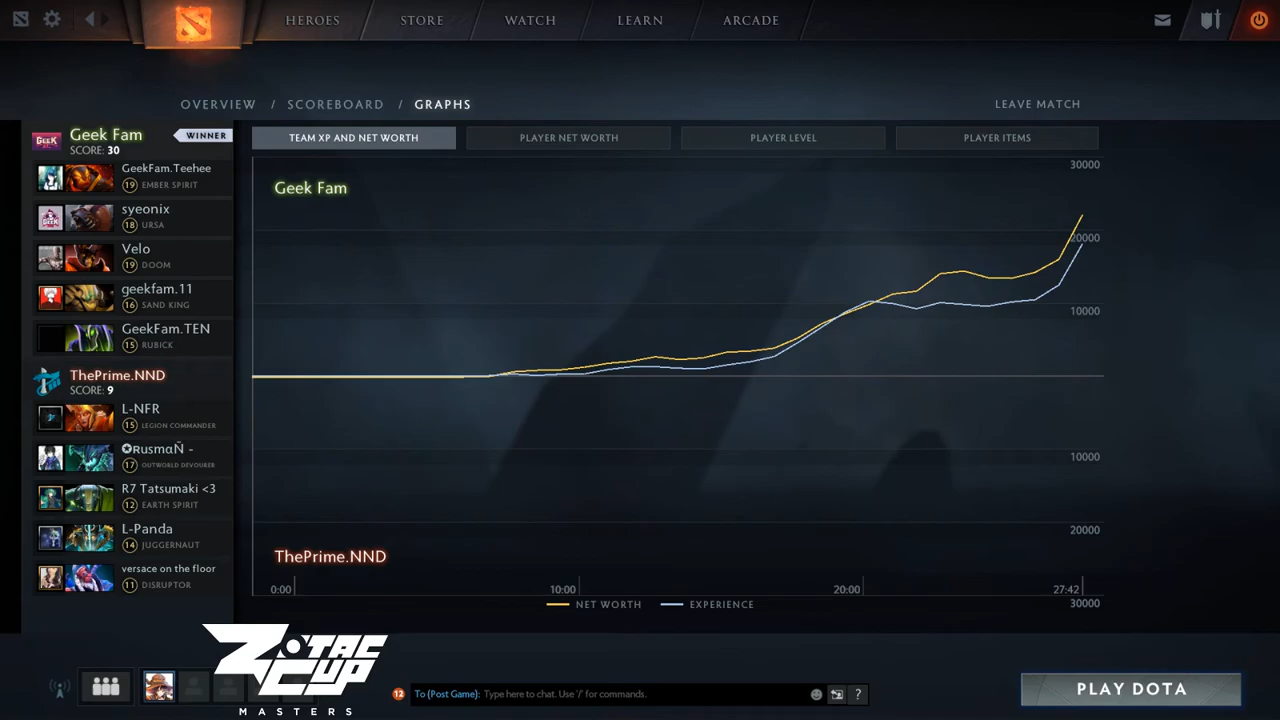 HEROES
STORE
WATCH
LEARN
ARCADE
OVERVIEW / SCOREBOARD / GRAPHS
LEAVE MATCH
GEEK
Geek Fam
WINNER
SCORE: 30
GeekFam.Teehee
19 EMBER SPIRIT
syeonix
18 URSA
Velo
19 DOOM
geekfam.11
16 SAND KING
GeekFam.TEN
15 RUBICK
ThePrime.NND
SCORE: 9
L-NFR
15 LEGION COMMANDER
✪RusmαÑ -
17 OUTWORLD DEVOURER
R7 Tatsumaki <3
12 EARTH SPIRIT
L-Panda
14 JUGGERNAUT
versace on the floor
11 DISRUPTOR
TEAM XP AND NET WORTH
PLAYER NET WORTH
PLAYER LEVEL
PLAYER ITEMS
Geek Fam
30000
20000
10000
10000
20000
30000
ThePrime.NND
0:00
10:00
20:00
27:42
NET WORTH
EXPERIENCE
ZOTAC
CUP
MASTERS
12 To (Post Game): Type here to chat. Use '/' for commands.
?
PLAY DOTA